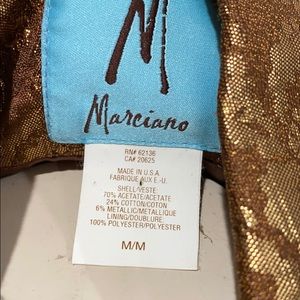 M
Marciano
RN# 62136
CA# 20625
MADE IN U.S.A.
FABRIQUE AUX E.-U.
SHELL/VESTE:
70% ACETATE/ACETATE
24% COTTON/COTON
6% METALLIC/METALLIQUE
LINING/DOUBLURE:
100% POLYESTER/POLYESTER
M/M